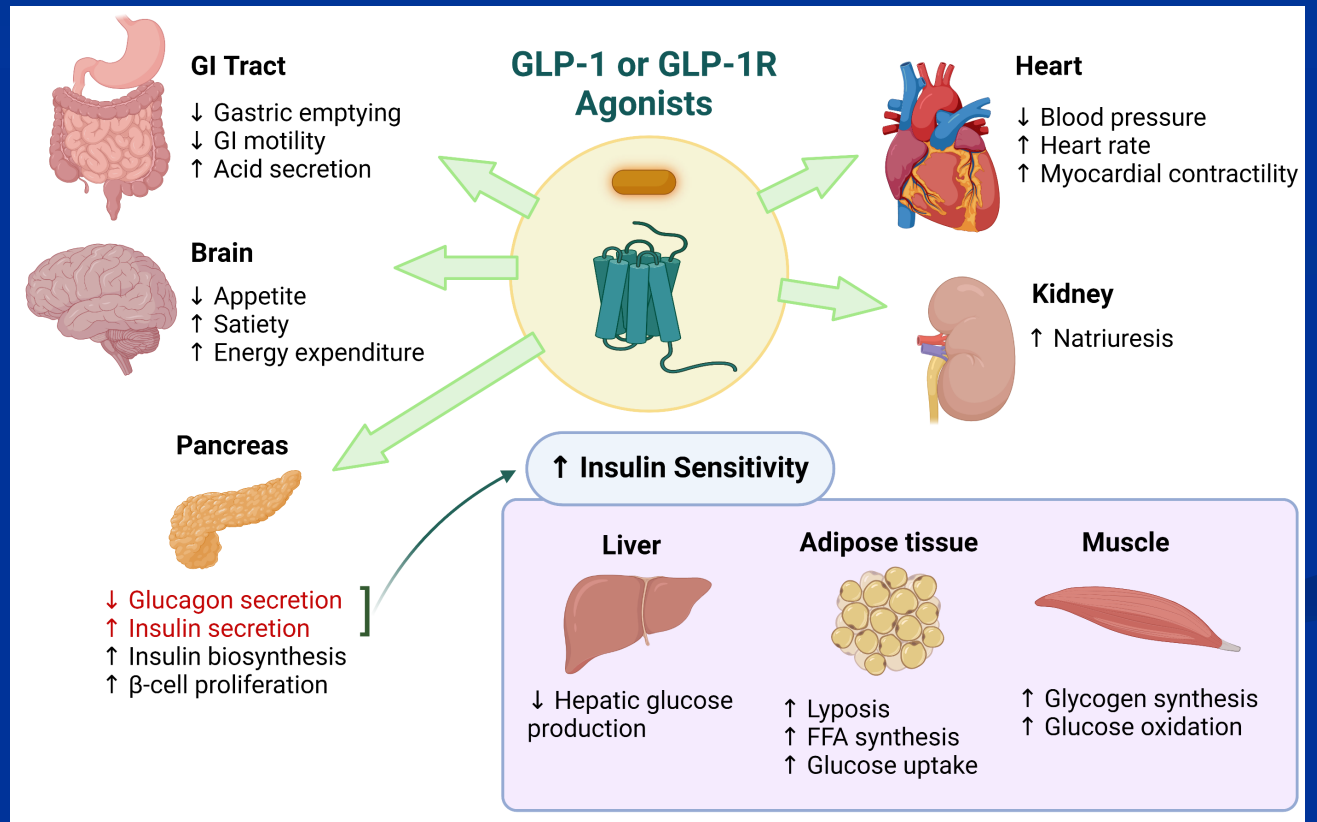 GLP-1 or GLP-1R
Agonists
GI Tract
↓ Gastric emptying
↓ GI motility
↑ Acid secretion
Brain
↓ Appetite
↑ Satiety
↑ Energy expenditure
Pancreas
↓ Glucagon secretion
↑ Insulin secretion
↑ Insulin biosynthesis
↑ β-cell proliferation
Heart
↓ Blood pressure
↑ Heart rate
↑ Myocardial contractility
Kidney
↑ Natriuresis
↑ Insulin Sensitivity
Liver
↓ Hepatic glucose
production
Adipose tissue
↑ Lyposis
↑ FFA synthesis
↑ Glucose uptake
Muscle
↑ Glycogen synthesis
↑ Glucose oxidation